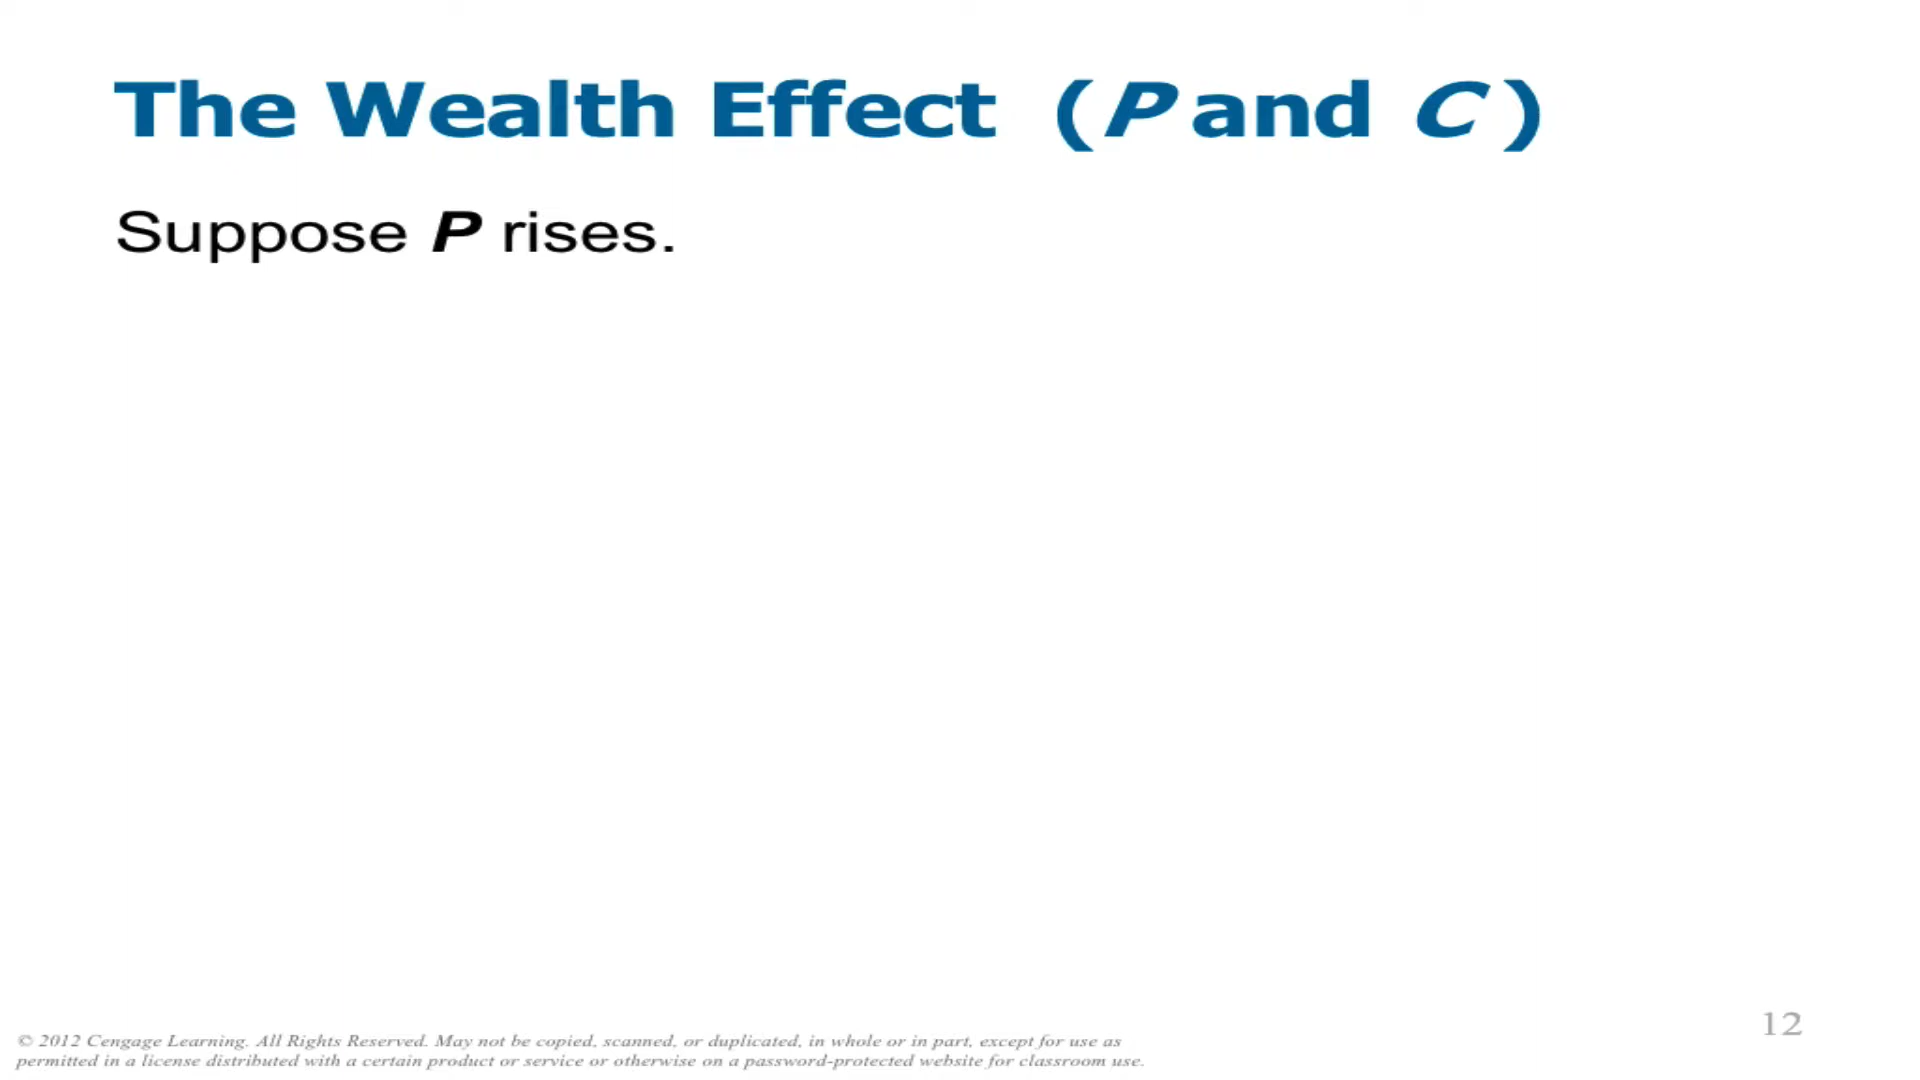 The Wealth Effect (P and C )
Suppose P rises.
12
© 2012 Cengage Learning. All Rights Reserved. May not be copied, scanned, or duplicated, in whole or in part, except for use as
permitted in a license distributed with a certain product or service or otherwise on a password-protected website for classroom use.